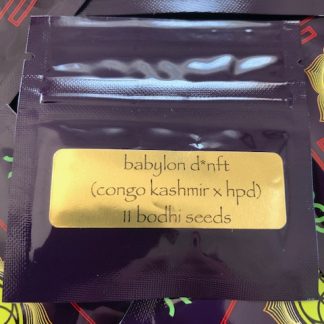 babylon d*nft
(congo kashmir x hpd)
11 bodhi seeds